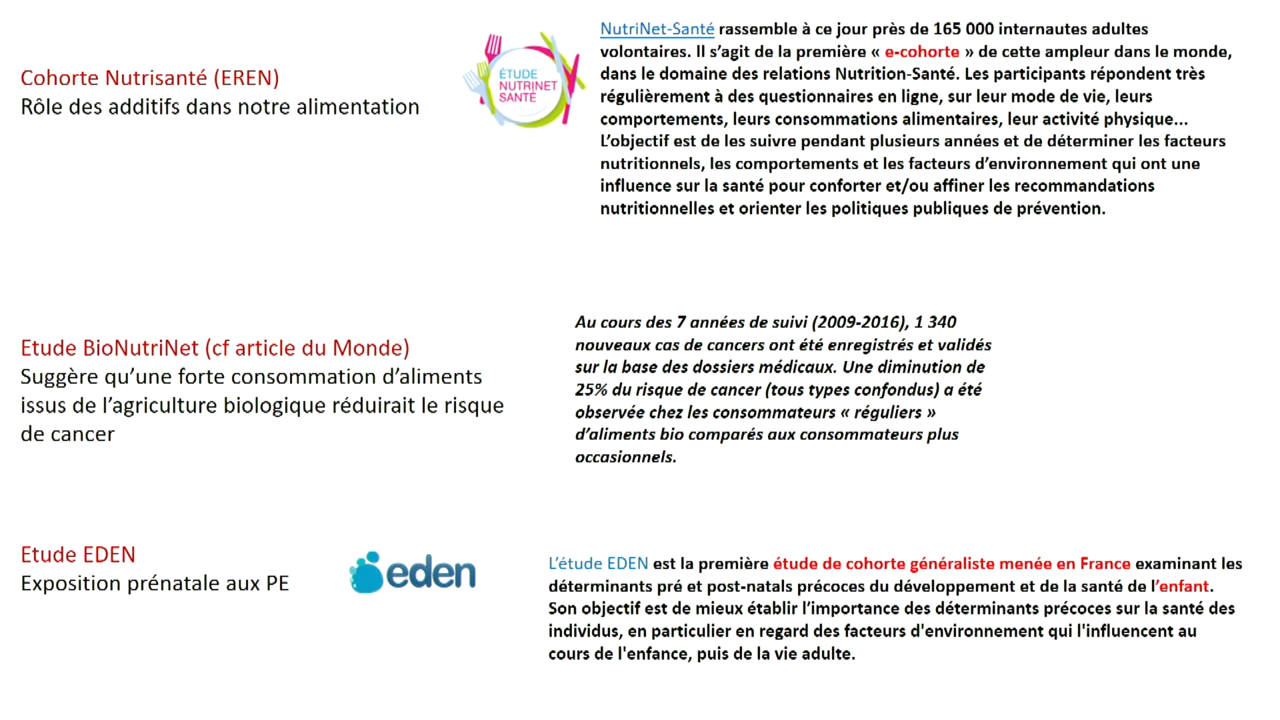 Cohorte Nutrisanté (EREN)
Rôle des additifs dans notre alimentation
ÉTUDE
NUTRINET
SANTÉ
NutriNet-Santé rassemble à ce jour près de 165 000 internautes adultes
volontaires. Il s’agit de la première « e-cohorte » de cette ampleur dans le monde,
dans le domaine des relations Nutrition-Santé. Les participants répondent très
régulièrement à des questionnaires en ligne, sur leur mode de vie, leurs
comportements, leurs consommations alimentaires, leur activité physique...
L’objectif est de les suivre pendant plusieurs années et de déterminer les facteurs
nutritionnels, les comportements et les facteurs d’environnement qui ont une
influence sur la santé pour conforter et/ou affiner les recommandations
nutritionnelles et orienter les politiques publiques de prévention.
Etude BioNutriNet (cf article du Monde)
Suggère qu’une forte consommation d’aliments
issus de l’agriculture biologique réduirait le risque
de cancer
Au cours des 7 années de suivi (2009-2016), 1 340
nouveaux cas de cancers ont été enregistrés et validés
sur la base des dossiers médicaux. Une diminution de
25% du risque de cancer (tous types confondus) a été
observée chez les consommateurs « réguliers »
d’aliments bio comparés aux consommateurs plus
occasionnels.
Etude EDEN
Exposition prénatale aux PE
eden
L’étude EDEN est la première étude de cohorte généraliste menée en France examinant les
déterminants pré et post-natals précoces du développement et de la santé de l’enfant.
Son objectif est de mieux établir l’importance des déterminants précoces sur la santé des
individus, en particulier en regard des facteurs d'environnement qui l'influencent au
cours de l'enfance, puis de la vie adulte.